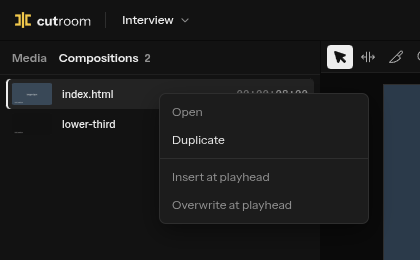 cutroom
Interview
Media Compositions 2
index.html
lower-third
Open
Duplicate
Insert at playhead
Overwrite at playhead